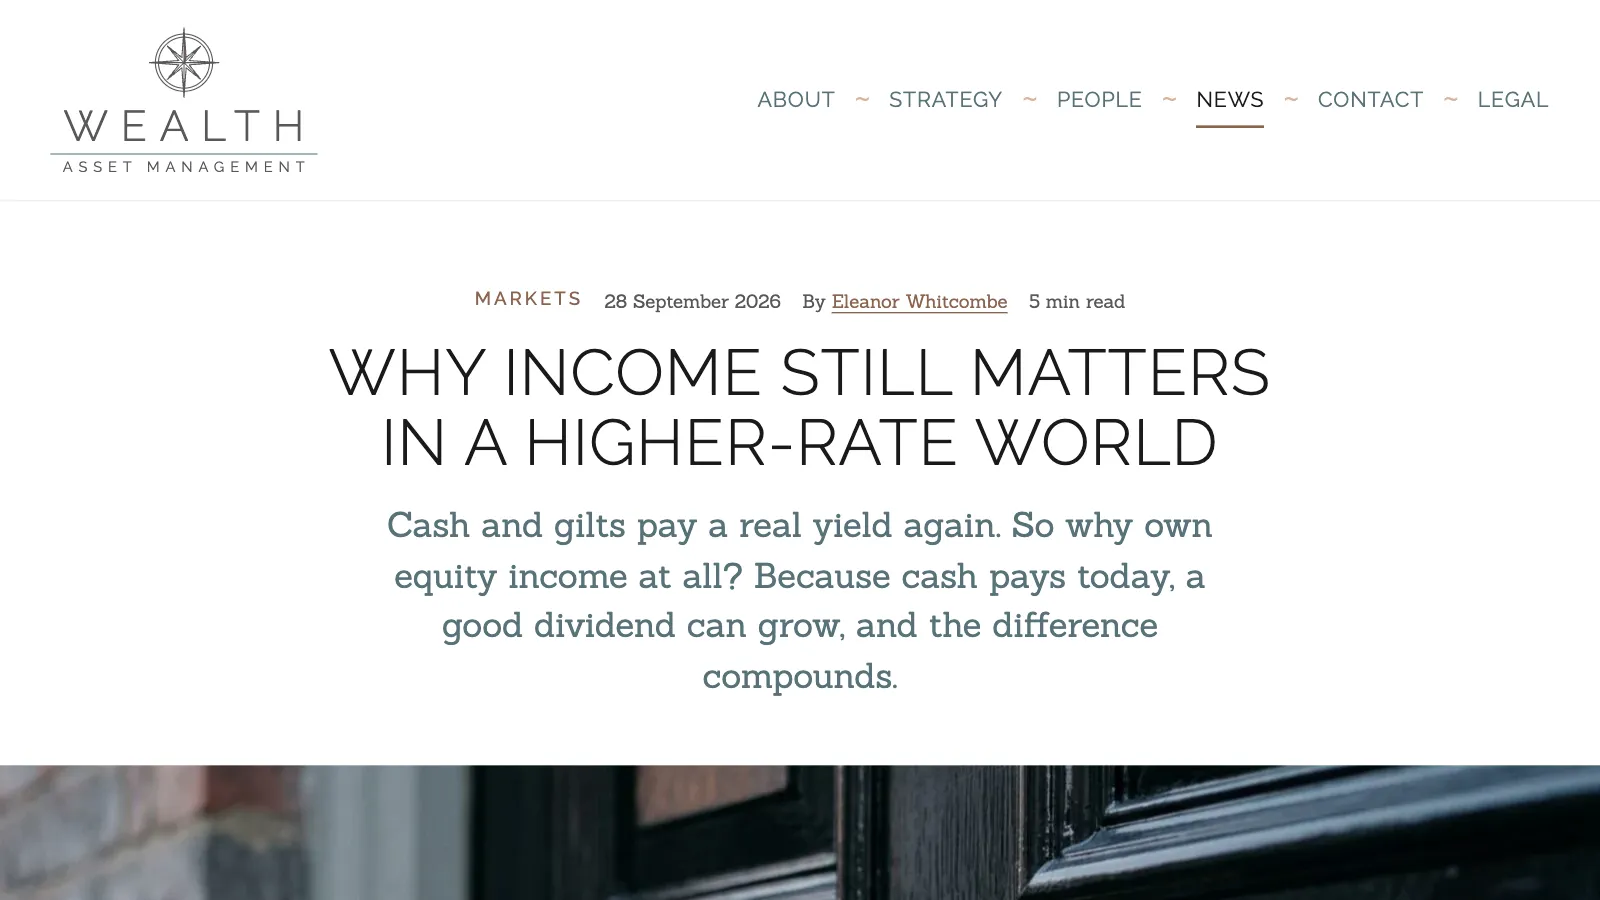 WEALTH
ASSET MANAGEMENT
ABOUT ~ STRATEGY ~ PEOPLE ~ NEWS ~ CONTACT ~ LEGAL
MARKETS 28 September 2026 By Eleanor Whitcombe 5 min read
WHY INCOME STILL MATTERS
IN A HIGHER-RATE WORLD
Cash and gilts pay a real yield again. So why own
equity income at all? Because cash pays today, a
good dividend can grow, and the difference
compounds.